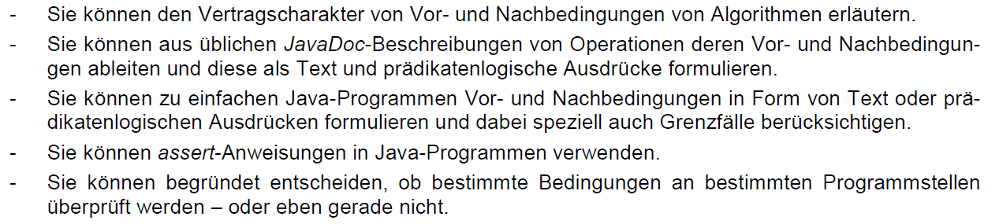 - Sie können den Vertragscharakter von Vor- und Nachbedingungen von Algorithmen erläutern.
- Sie können aus üblichen JavaDoc-Beschreibungen von Operationen deren Vor- und Nachbedingun-
gen ableiten und diese als Text und prädikatenlogische Ausdrücke formulieren.
- Sie können zu einfachen Java-Programmen Vor- und Nachbedingungen in Form von Text oder prä-
dikatenlogischen Ausdrücken formulieren und dabei speziell auch Grenzfälle berücksichtigen.
- Sie können assert-Anweisungen in Java-Programmen verwenden.
- Sie können begründet entscheiden, ob bestimmte Bedingungen an bestimmten Programmstellen
überprüft werden – oder eben gerade nicht.